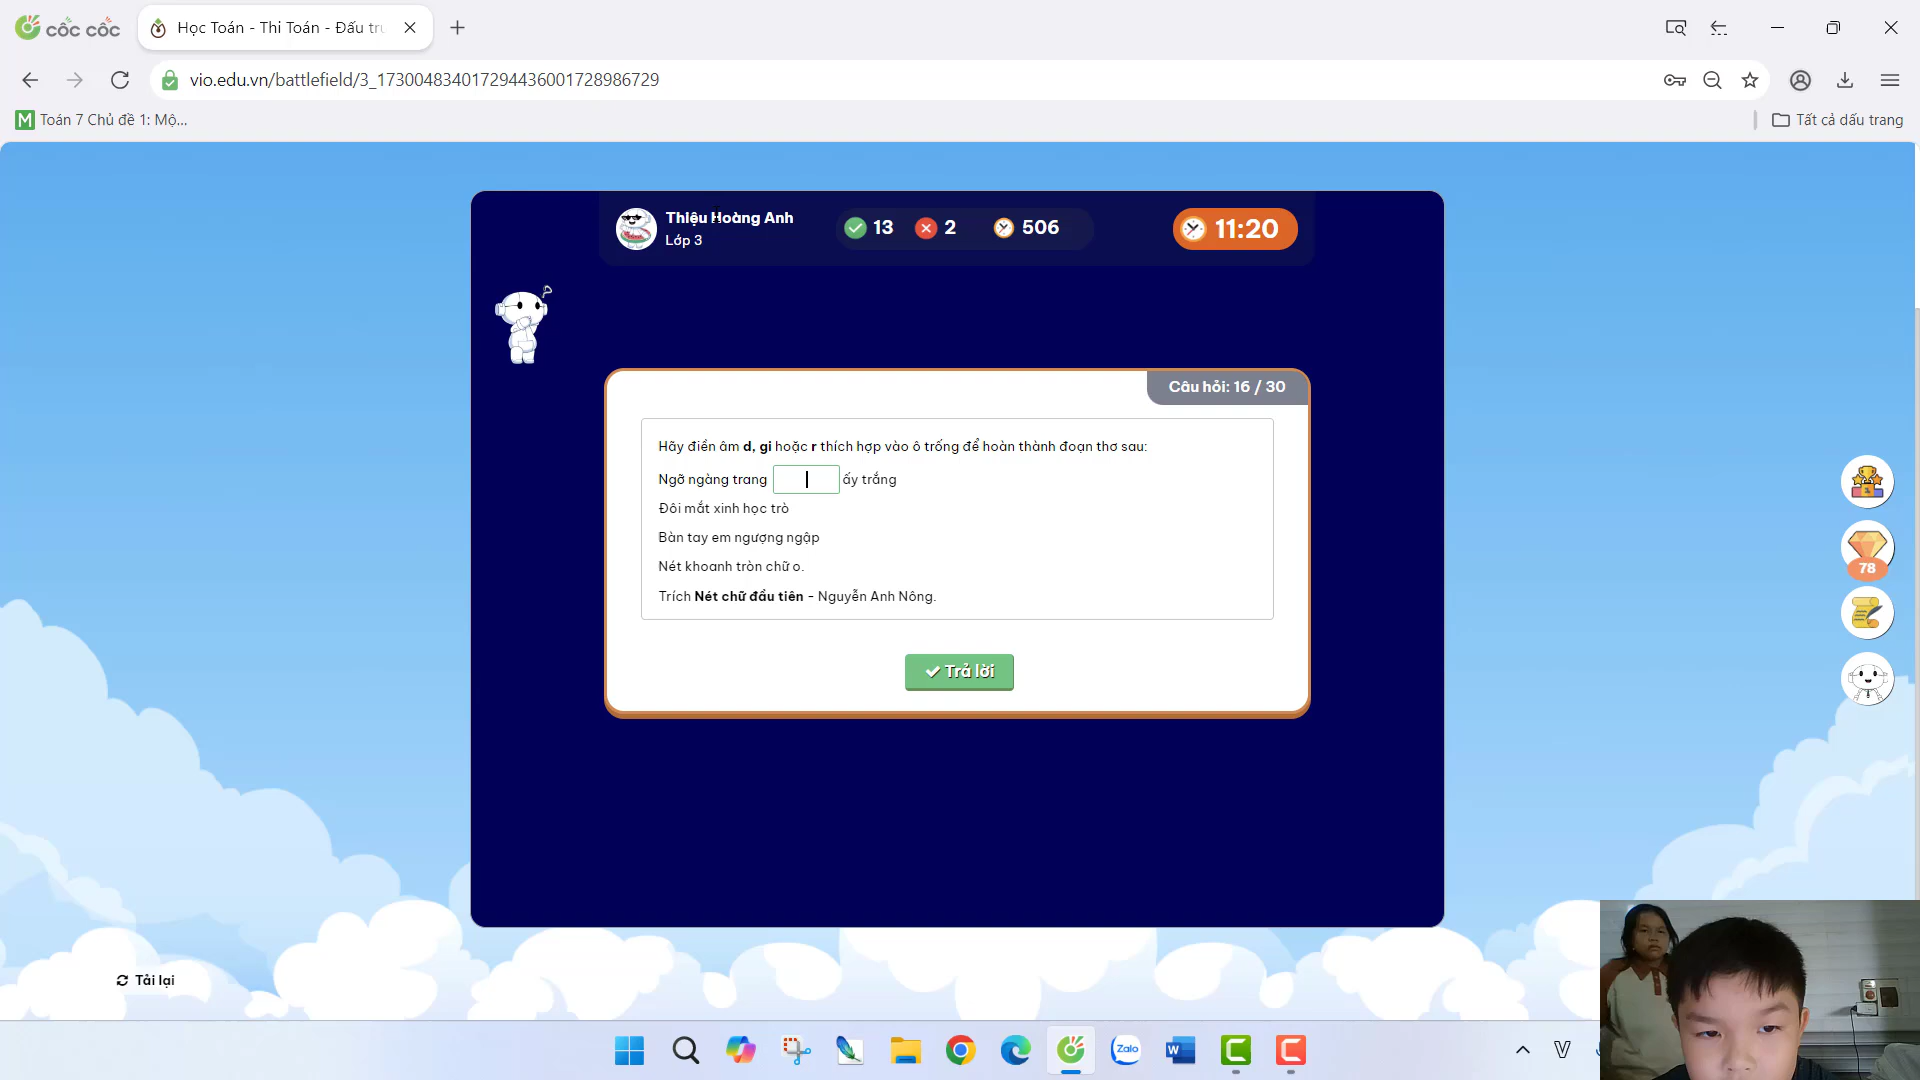 cốc cốc
Học Toán - Thi Toán - Đấu trư
vio.edu.vn/battlefield/3_173004834017294436001728986729
Toán 7 Chủ đề 1: Mộ...
Tất cả dấu trang
Thiệu Hoàng Anh
Lớp 3
13
2
506
11:20
Câu hỏi: 16 / 30
Hãy điền âm d, gi hoặc r thích hợp vào ô trống để hoàn thành đoạn thơ sau:
Ngỡ ngàng trang ấy trắng
Đôi mắt xinh học trò
Bàn tay em ngượng ngập
Nét khoanh tròn chữ o.
Trích Nét chữ đầu tiên - Nguyễn Anh Nông.
Trả lời
78
Tải lại
Zalo
V